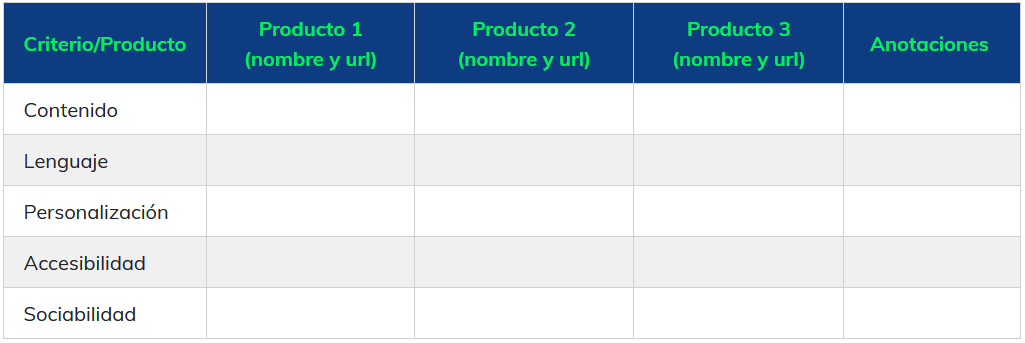 Criterio/Producto
Producto 1
(nombre y url)
Producto 2
(nombre y url)
Producto 3
(nombre y url)
Anotaciones
Contenido
Lenguaje
Personalización
Accesibilidad
Sociabilidad